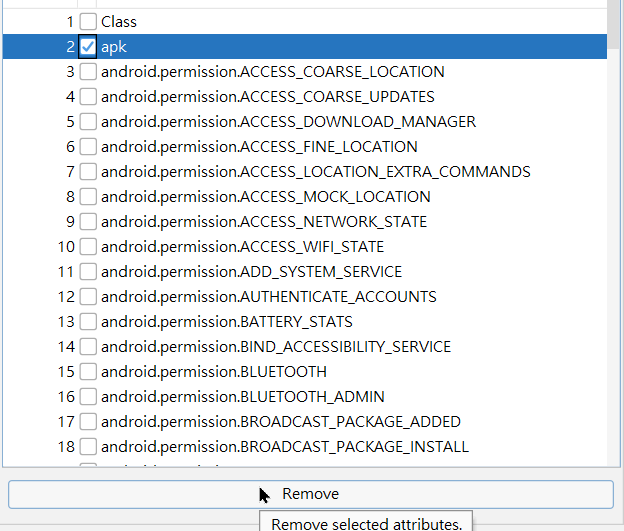 1 Class
2 apk
3 android.permission.ACCESS_COARSE_LOCATION
4 android.permission.ACCESS_COARSE_UPDATES
5 android.permission.ACCESS_DOWNLOAD_MANAGER
6 android.permission.ACCESS_FINE_LOCATION
7 android.permission.ACCESS_LOCATION_EXTRA_COMMANDS
8 android.permission.ACCESS_MOCK_LOCATION
9 android.permission.ACCESS_NETWORK_STATE
10 android.permission.ACCESS_WIFI_STATE
11 android.permission.ADD_SYSTEM_SERVICE
12 android.permission.AUTHENTICATE_ACCOUNTS
13 android.permission.BATTERY_STATS
14 android.permission.BIND_ACCESSIBILITY_SERVICE
15 android.permission.BLUETOOTH
16 android.permission.BLUETOOTH_ADMIN
17 android.permission.BROADCAST_PACKAGE_ADDED
18 android.permission.BROADCAST_PACKAGE_INSTALL
Remove
Remove selected attributes.